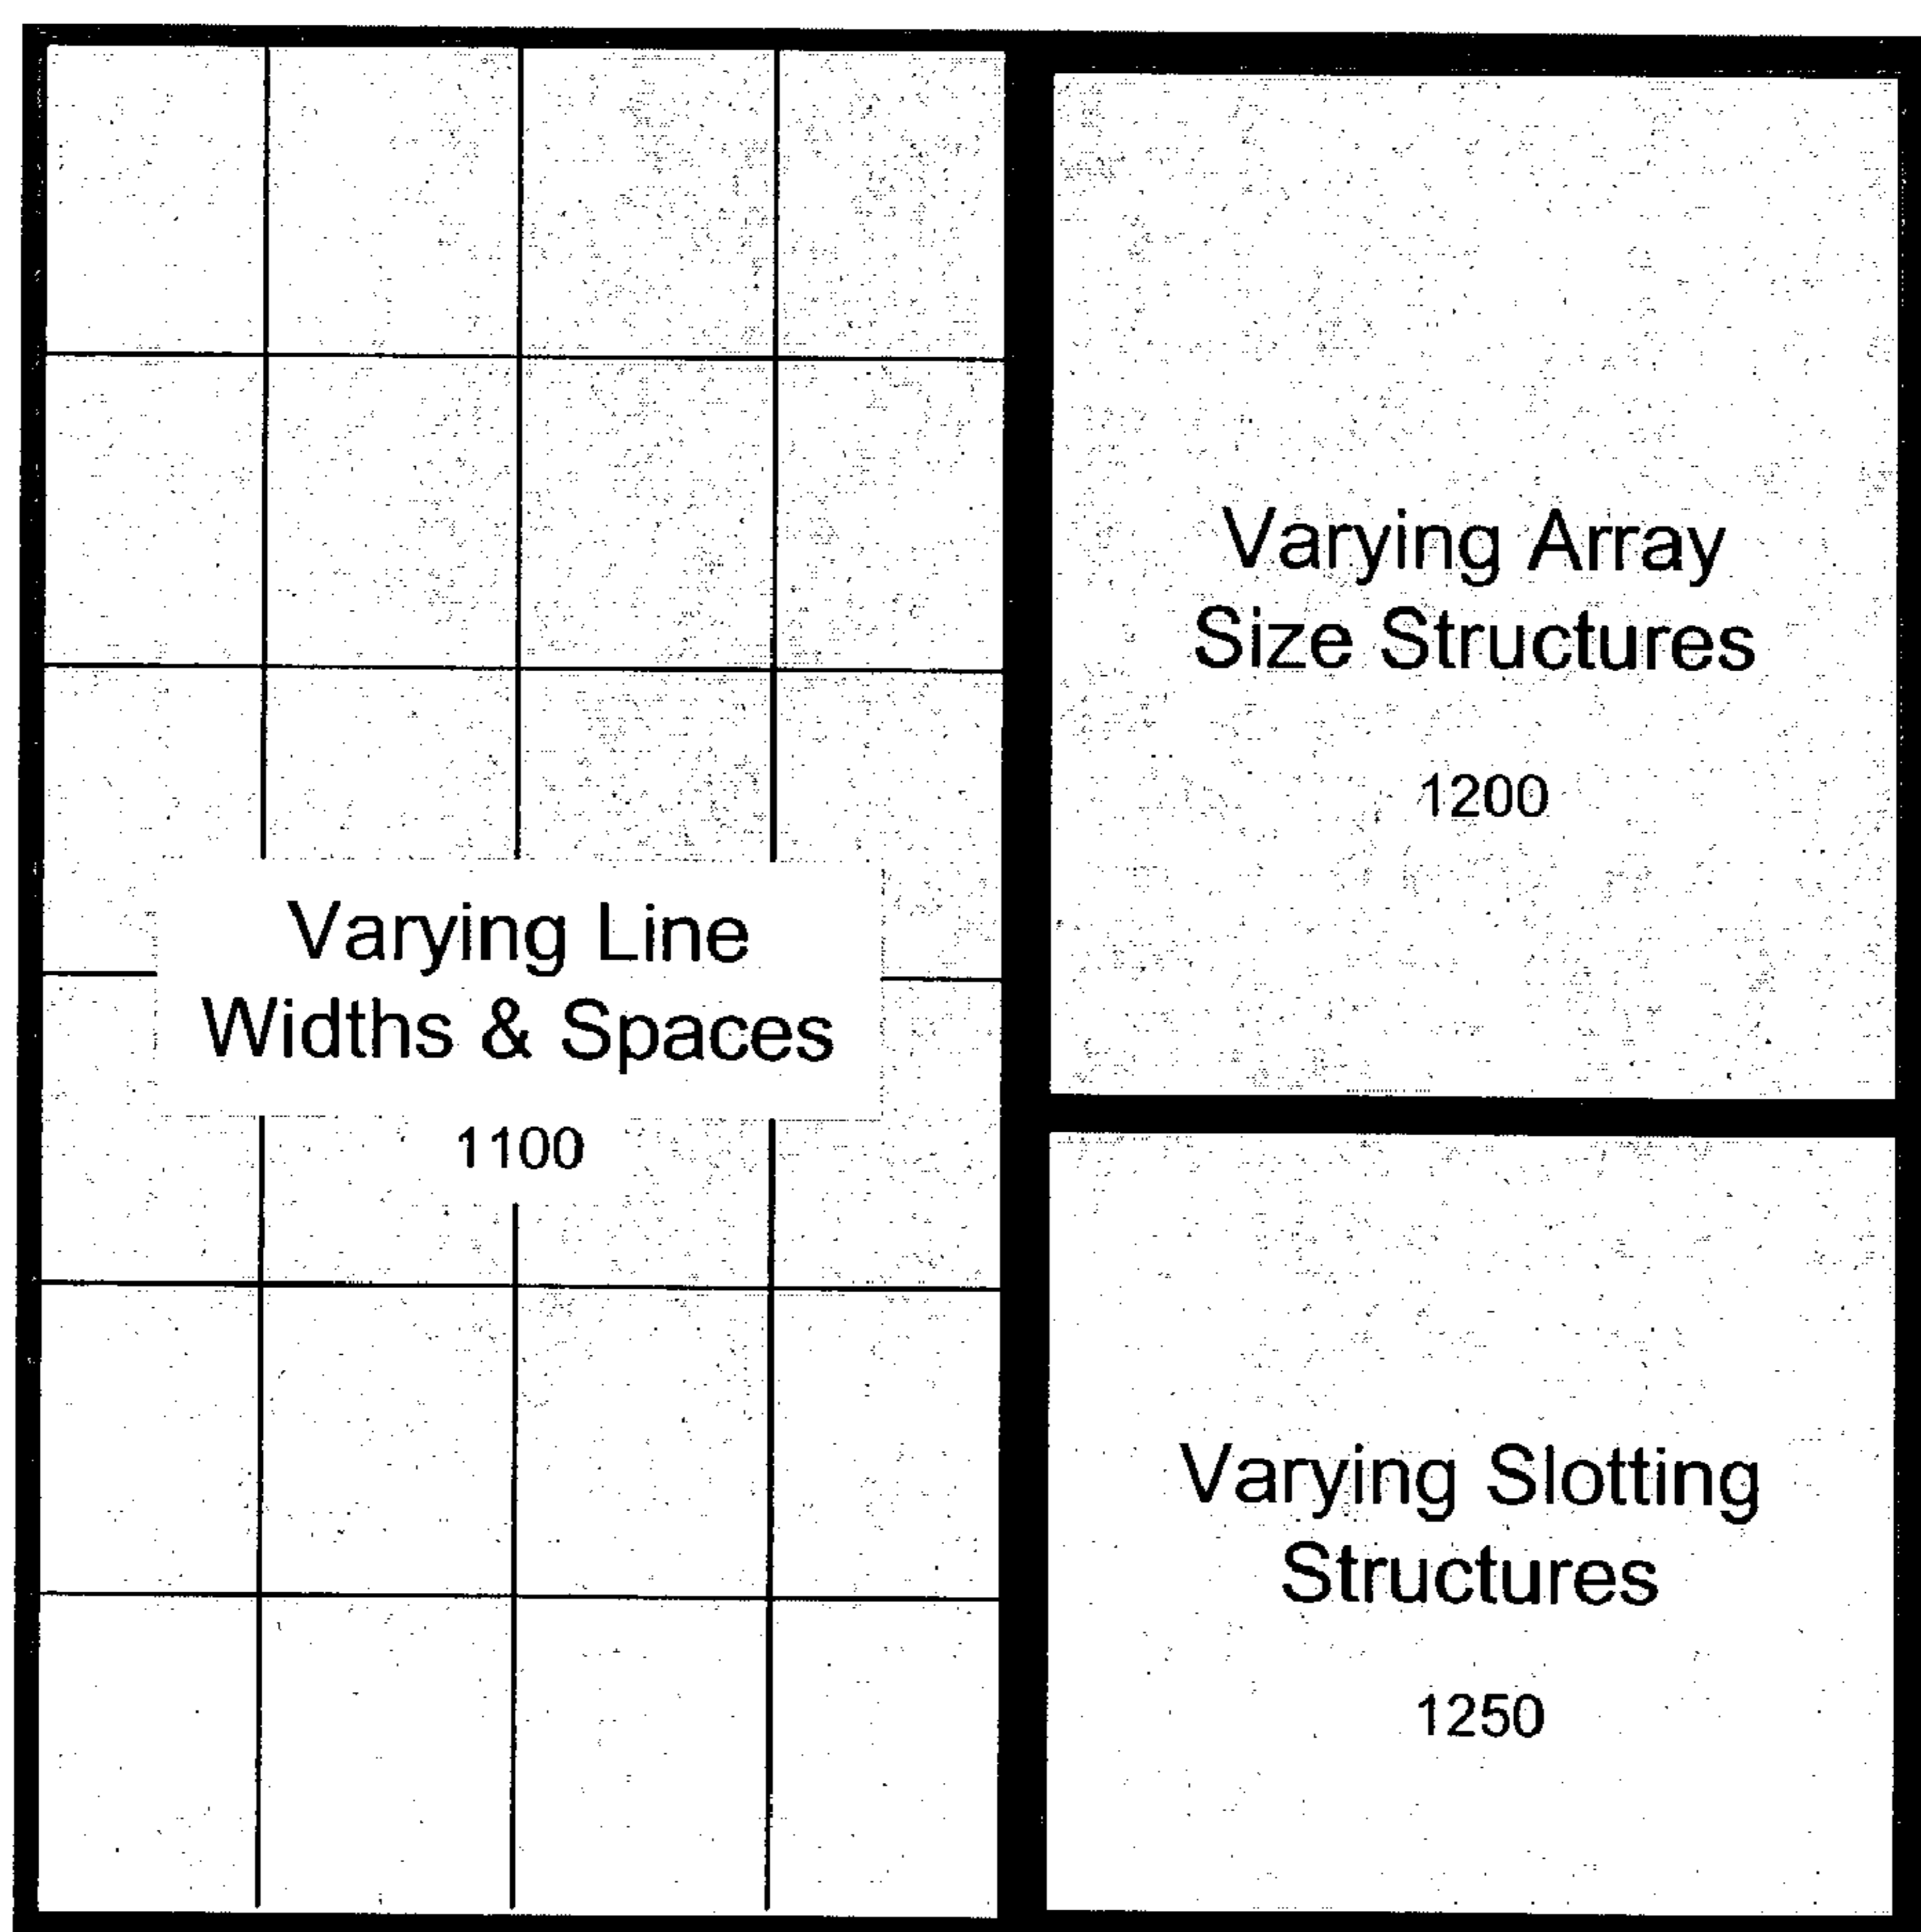 Varying Line
Widths & Spaces
1100
Varying Array
Size Structures
1200
Varying Slotting
Structures
1250